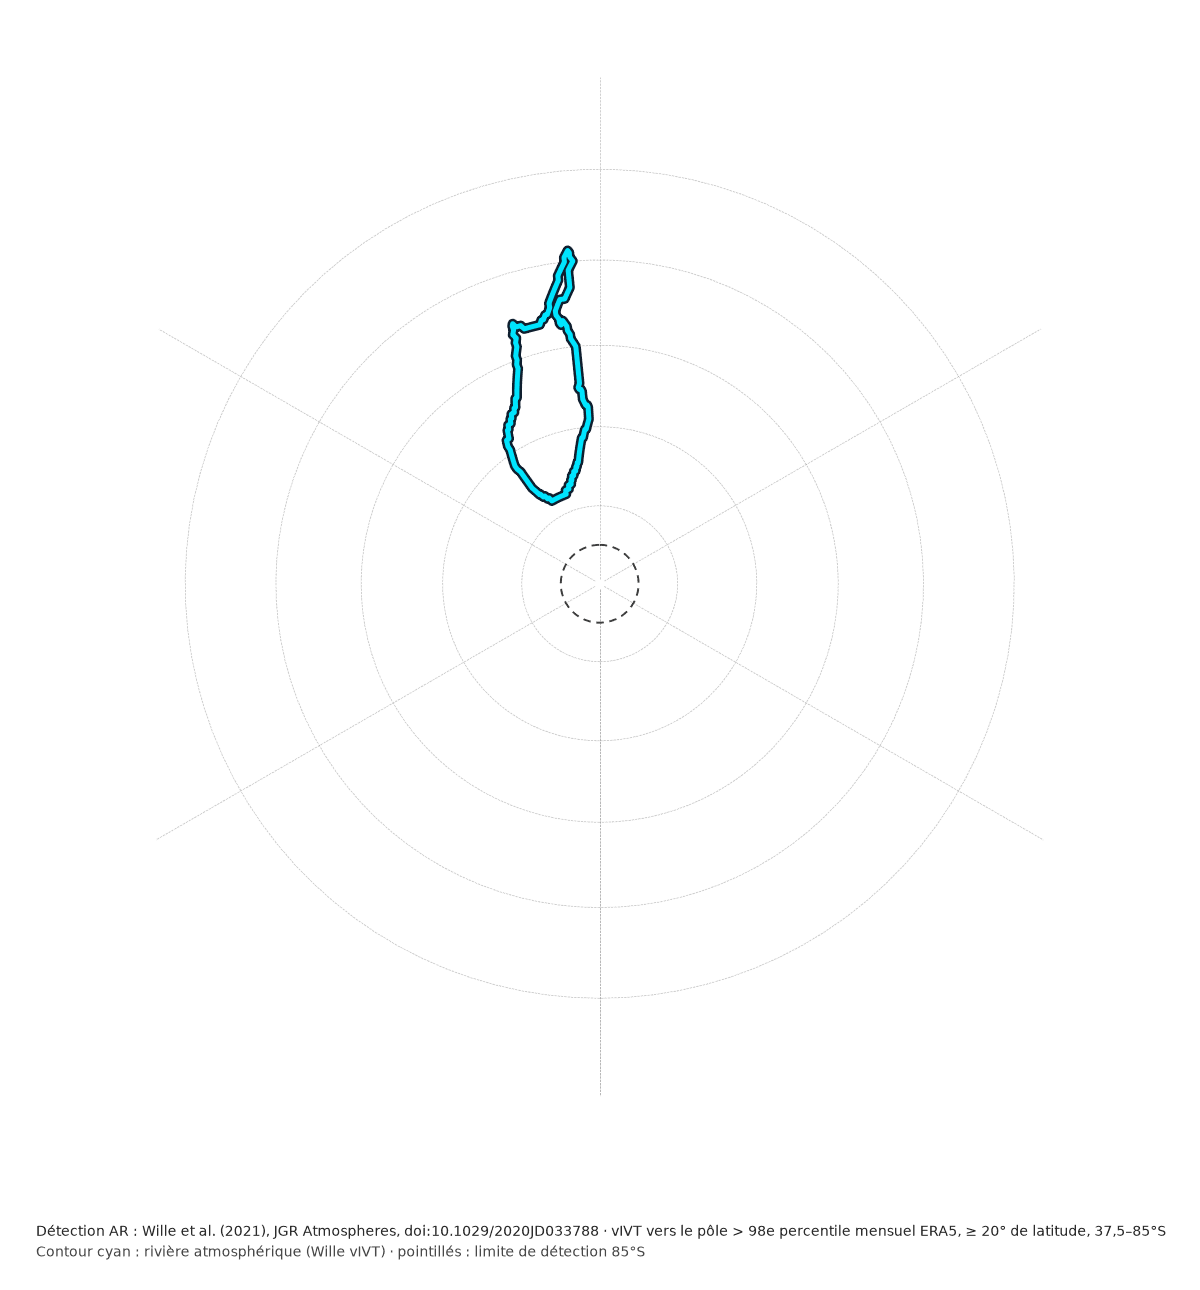 Détection AR : Wille et al. (2021), JGR Atmospheres, doi:10.1029/2020JD033788 · vIVT vers le pôle > 98e percentile mensuel ERA5, ≥ 20° de latitude, 37,5–85°S
Contour cyan : rivière atmosphérique (Wille vIVT) · pointillés : limite de détection 85°S